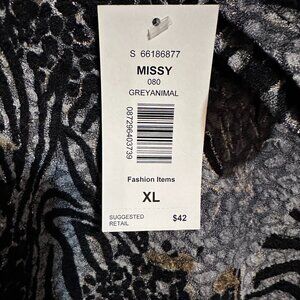 S 66186877
MISSY
080
GREYANIMAL
087296403739
Fashion Items
XL
SUGGESTED
RETAIL $42